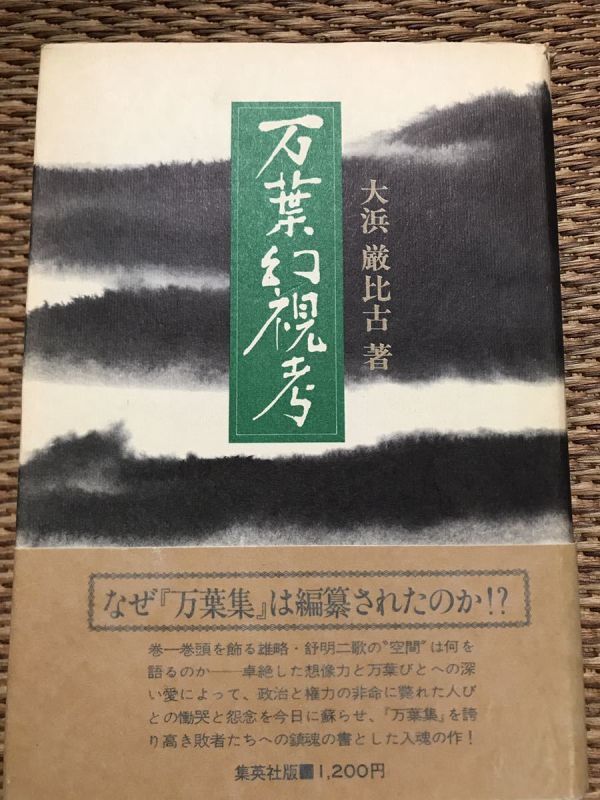 万葉幻視考
大浜 厳比古 著
なぜ『万葉集』は編纂されたのか!?
巻一巻頭を飾る雄略・舒明二歌の“空間”は何を
語るのか――卓絶した想像力と万葉びとへの深
い愛によって、政治と権力の非命に斃れた人び
との慟哭と怨念を今日に蘇らせ、『万葉集』を誇
り高き敗者たちへの鎮魂の書とした入魂の作!
集英社版 1,200円